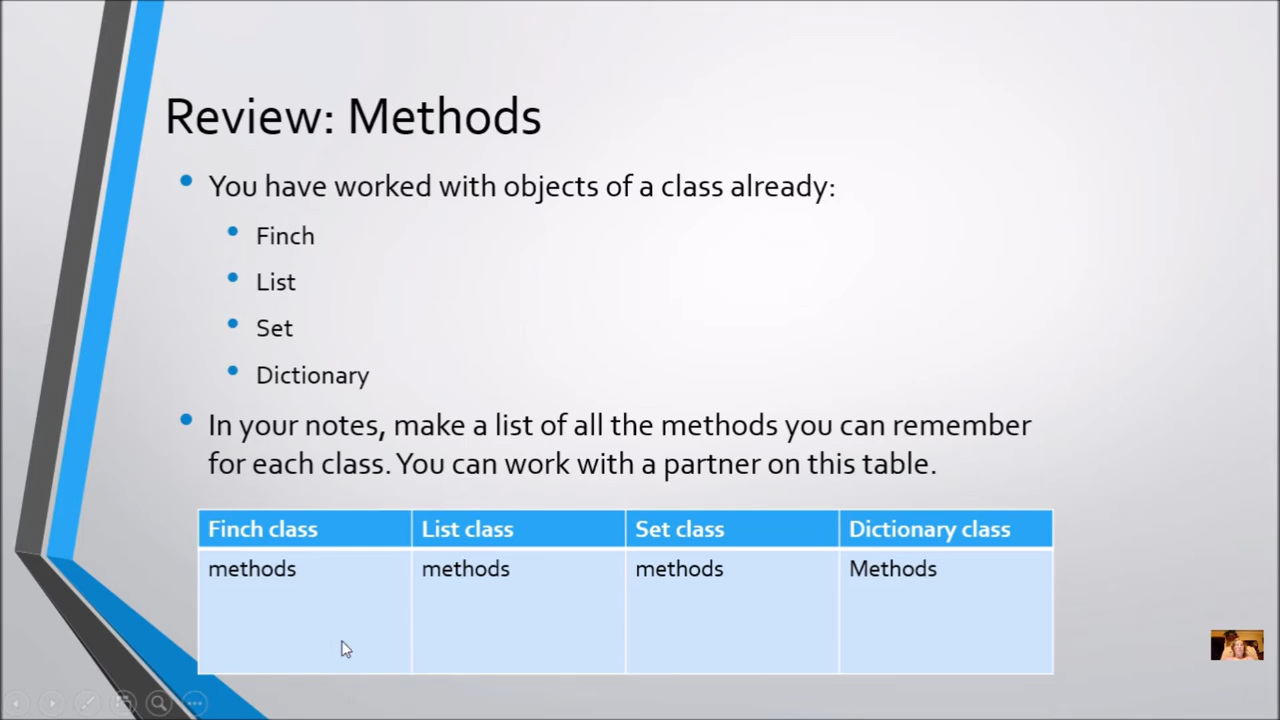 Review: Methods
You have worked with objects of a class already:
Finch
List
Set
Dictionary
In your notes, make a list of all the methods you can remember
for each class. You can work with a partner on this table.
Finch class List class Set class Dictionary class
methods methods methods Methods